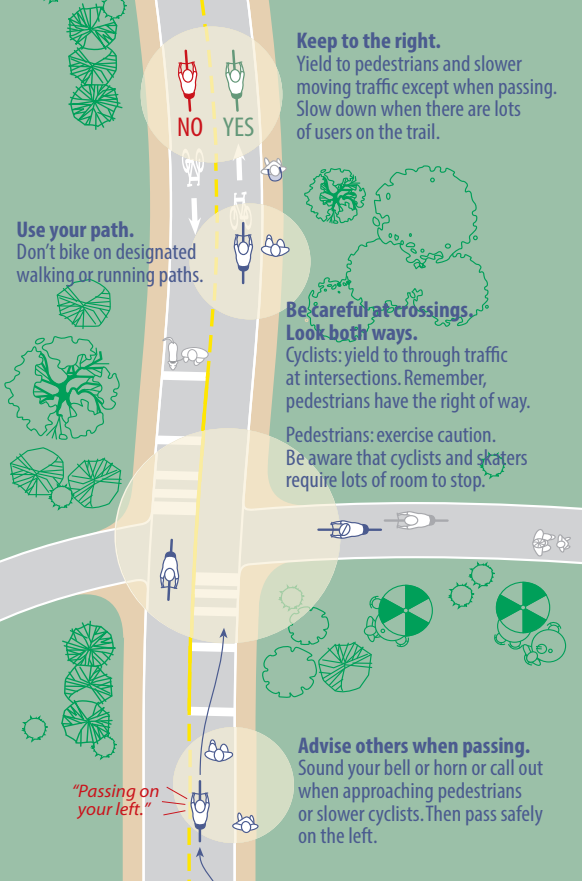 Keep to the right.
Yield to pedestrians and slower
moving traffic except when passing.
Slow down when there are lots
of users on the trail.
NO YES
Use your path.
Don't bike on designated
walking or running paths.
Be careful at crossings.
Look both ways.
Cyclists: yield to through traffic
at intersections. Remember,
pedestrians have the right of way.
Pedestrians: exercise caution.
Be aware that cyclists and skaters
require lots of room to stop.
Advise others when passing.
Sound your bell or horn or call out
when approaching pedestrians
or slower cyclists. Then pass safely
on the left.
"Passing on
your left."